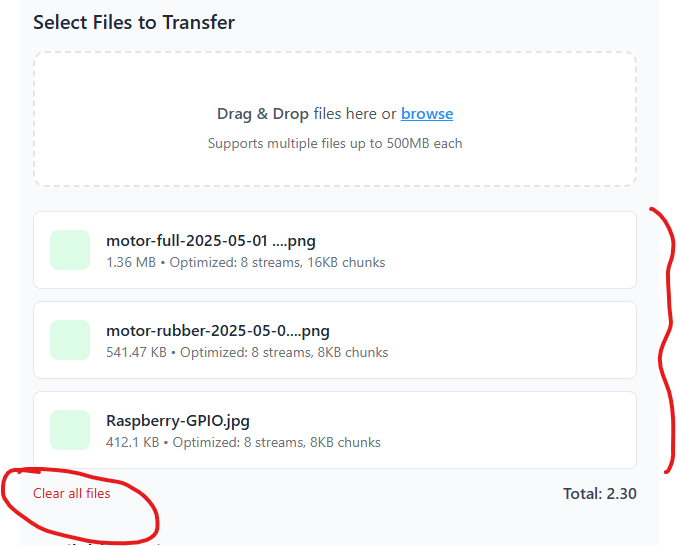 Select Files to Transfer
Drag & Drop files here or browse
Supports multiple files up to 500MB each
motor-full-2025-05-01 ....png
1.36 MB • Optimized: 8 streams, 16KB chunks
motor-rubber-2025-05-0....png
541.47 KB • Optimized: 8 streams, 8KB chunks
Raspberry-GPIO.jpg
412.1 KB • Optimized: 8 streams, 8KB chunks
Clear all files
Total: 2.30